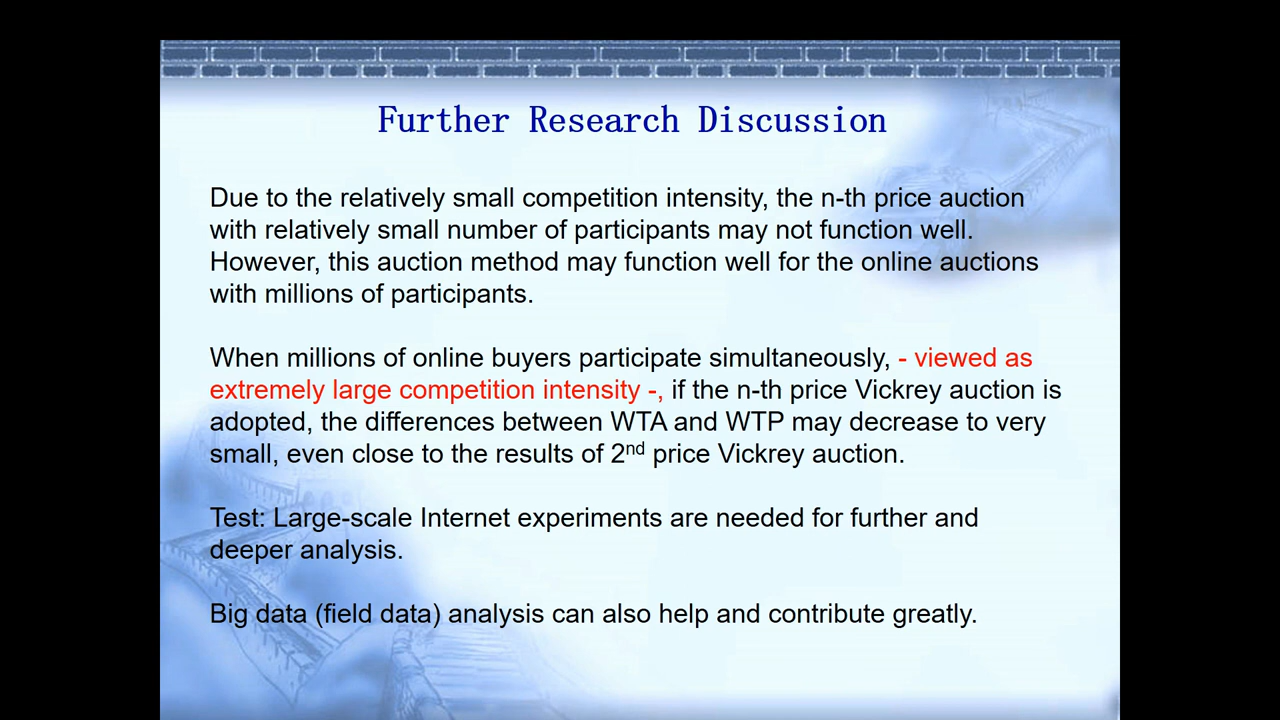 Further Research Discussion
Due to the relatively small competition intensity, the n-th price auction
with relatively small number of participants may not function well.
However, this auction method may function well for the online auctions
with millions of participants.
When millions of online buyers participate simultaneously, - viewed as
extremely large competition intensity -, if the n-th price Vickrey auction is
adopted, the differences between WTA and WTP may decrease to very
small, even close to the results of 2nd price Vickrey auction.
Test: Large-scale Internet experiments are needed for further and
deeper analysis.
Big data (field data) analysis can also help and contribute greatly.